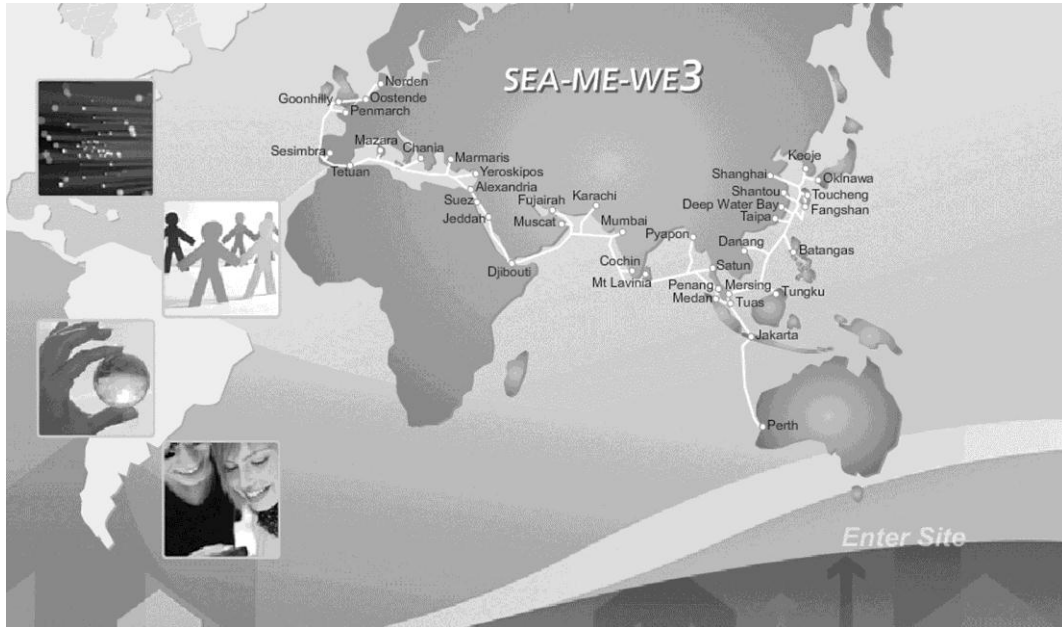 SEA-ME-WE3
Norden
Goonhilly
Oostende
Penmarch
Sesimbra
Mazara
Chania
Marmaris
Tetuan
Yeroskipos
Alexandria
Suez
Jeddah
Fujairah
Karachi
Muscat
Mumbai
Djibouti
Cochin
Mt Lavinia
Pyapon
Keoje
Shanghai
Okinawa
Shantou
Toucheng
Deep Water Bay
Fangshan
Taipa
Danang
Batangas
Satun
Penang
Mersing
Tungku
Medan
Tuas
Jakarta
Perth
Enter Site